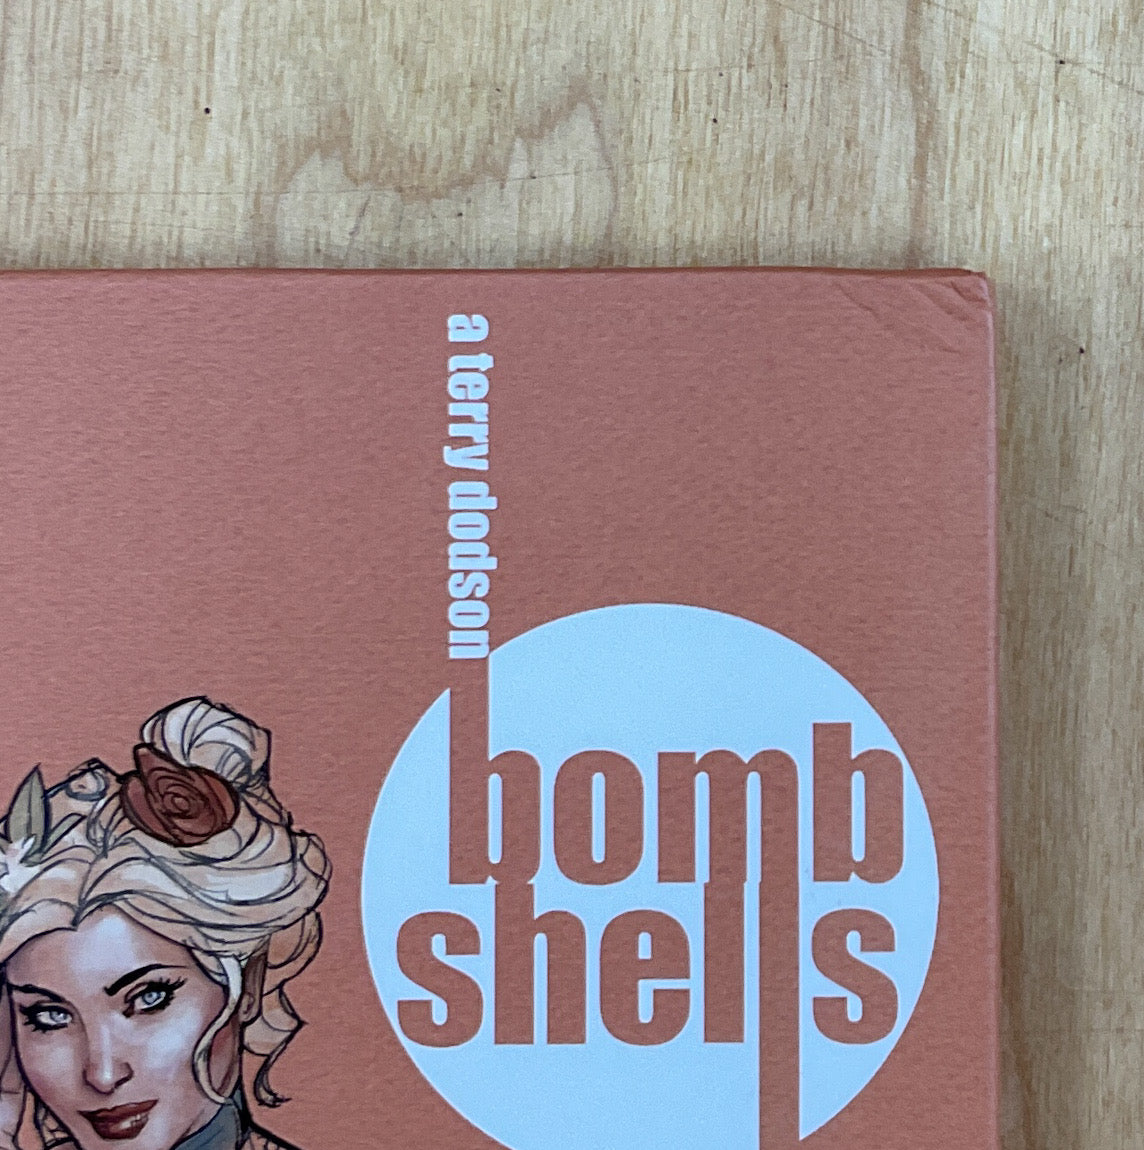 a terry dodson
bomb
shells